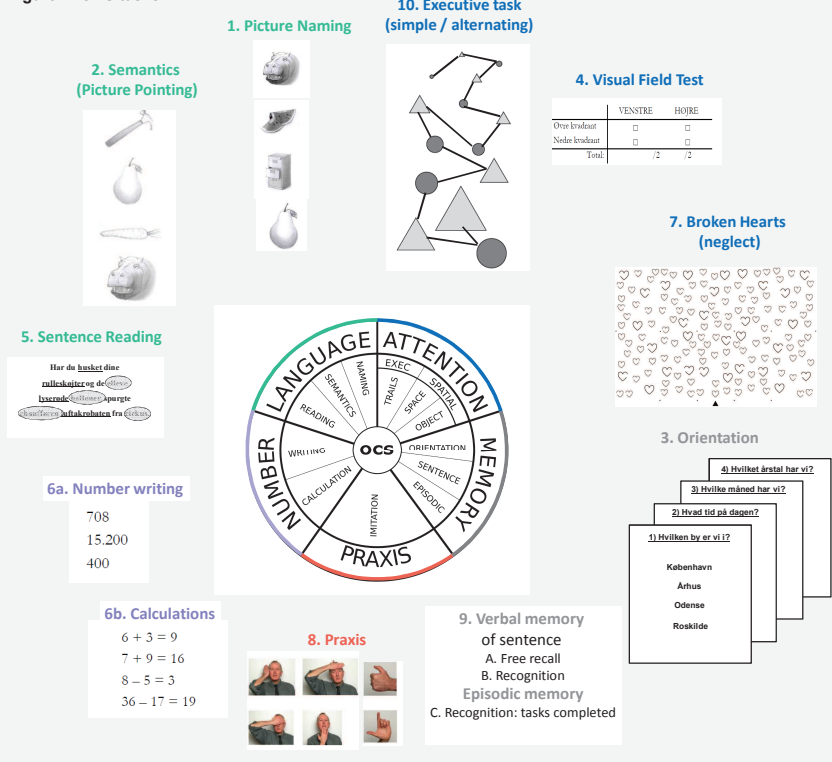 10. Executive task
(simple / alternating)
1. Picture Naming
2. Semantics
(Picture Pointing)
4. Visual Field Test
VENSTRE HØJRE
Øvre kvadrant
Nedre kvadrant
Total: /2 /2
7. Broken Hearts
(neglect)
5. Sentence Reading
Har du husket dine
rulleskøjter og de
lyserøde spurgte
luftakrobaten fra cirkus
LANGUAGE
NAMING
SEMANTICS
READING
ATTENTION
EXEC
TRAILS
SPATIAL
SPACE
OBJECT
OCS
MEMORY
ORIENTATION
SENTENCE
EPISODIC
NUMBER
WRITING
CALCULATION
PRAXIS
IMITATION
3. Orientation
4) Hvilket årstal har vi?
3) Hvilke måned har vi?
2) Hvad tid på dagen?
1) Hvilken by er vi i?
København
Århus
Odense
Roskilde
6a. Number writing
708
15.200
400
6b. Calculations
6 + 3 = 9
7 + 9 = 16
8 – 5 = 3
36 – 17 = 19
8. Praxis
9. Verbal memory
of sentence
A. Free recall
B. Recognition
Episodic memory
C. Recognition: tasks completed